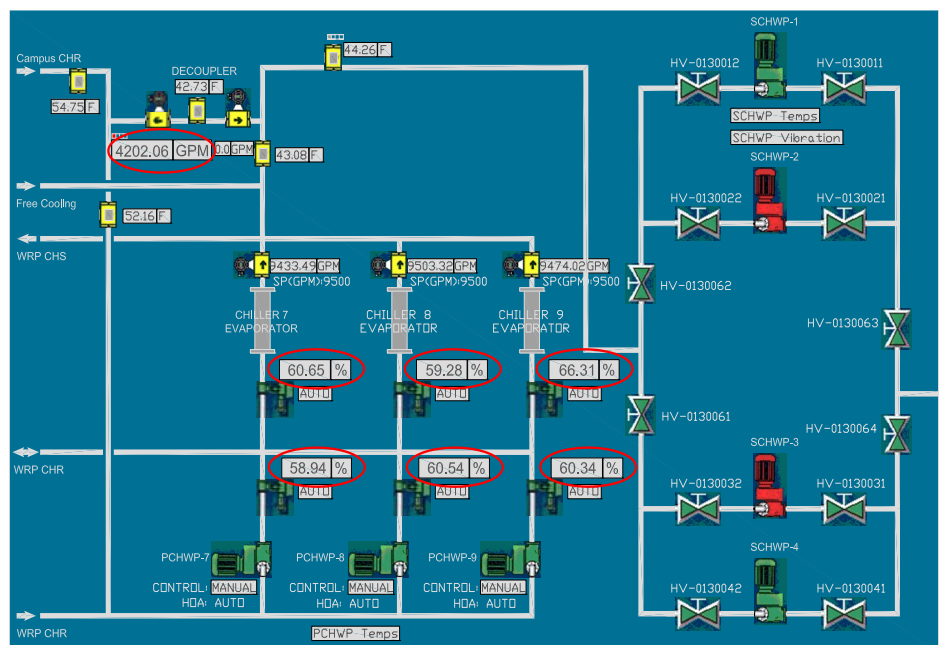 SCHWP-1
44.26 F
Campus CHR
DECOUPLER
HV-0130012
HV-0130011
42.73 F
54.75 F
SCHWP Temps
SCHWP Vibration
4202.06 GPM
0.0 GPM
43.08 F
SCHWP-2
Free Cooling
52.16 F
HV-0130022
HV-0130021
WRP CHS
9433.49 GPM
9503.32 GPM
9474.02 GPM
SP(GPM):9500
SP(GPM):9500
SP(GPM):9500
HV-0130062
CHILLER 7
EVAPORATOR
CHILLER 8
EVAPORATOR
CHILLER 9
EVAPORATOR
HV-0130063
60.65 %
59.28 %
66.31 %
AUTO
AUTO
AUTO
HV-0130061
HV-0130064
SCHWP-3
WRP CHR
58.94 %
60.54 %
60.34 %
AUTO
AUTO
AUTO
HV-0130032
HV-0130031
PCHWP-7
PCHWP-8
PCHWP-9
SCHWP-4
CONTROL: MANUAL
CONTROL: MANUAL
CONTROL: MANUAL
HOA: AUTO
HOA: AUTO
HOA: AUTO
HV-0130042
HV-0130041
WRP CHR
PCHWP Temps